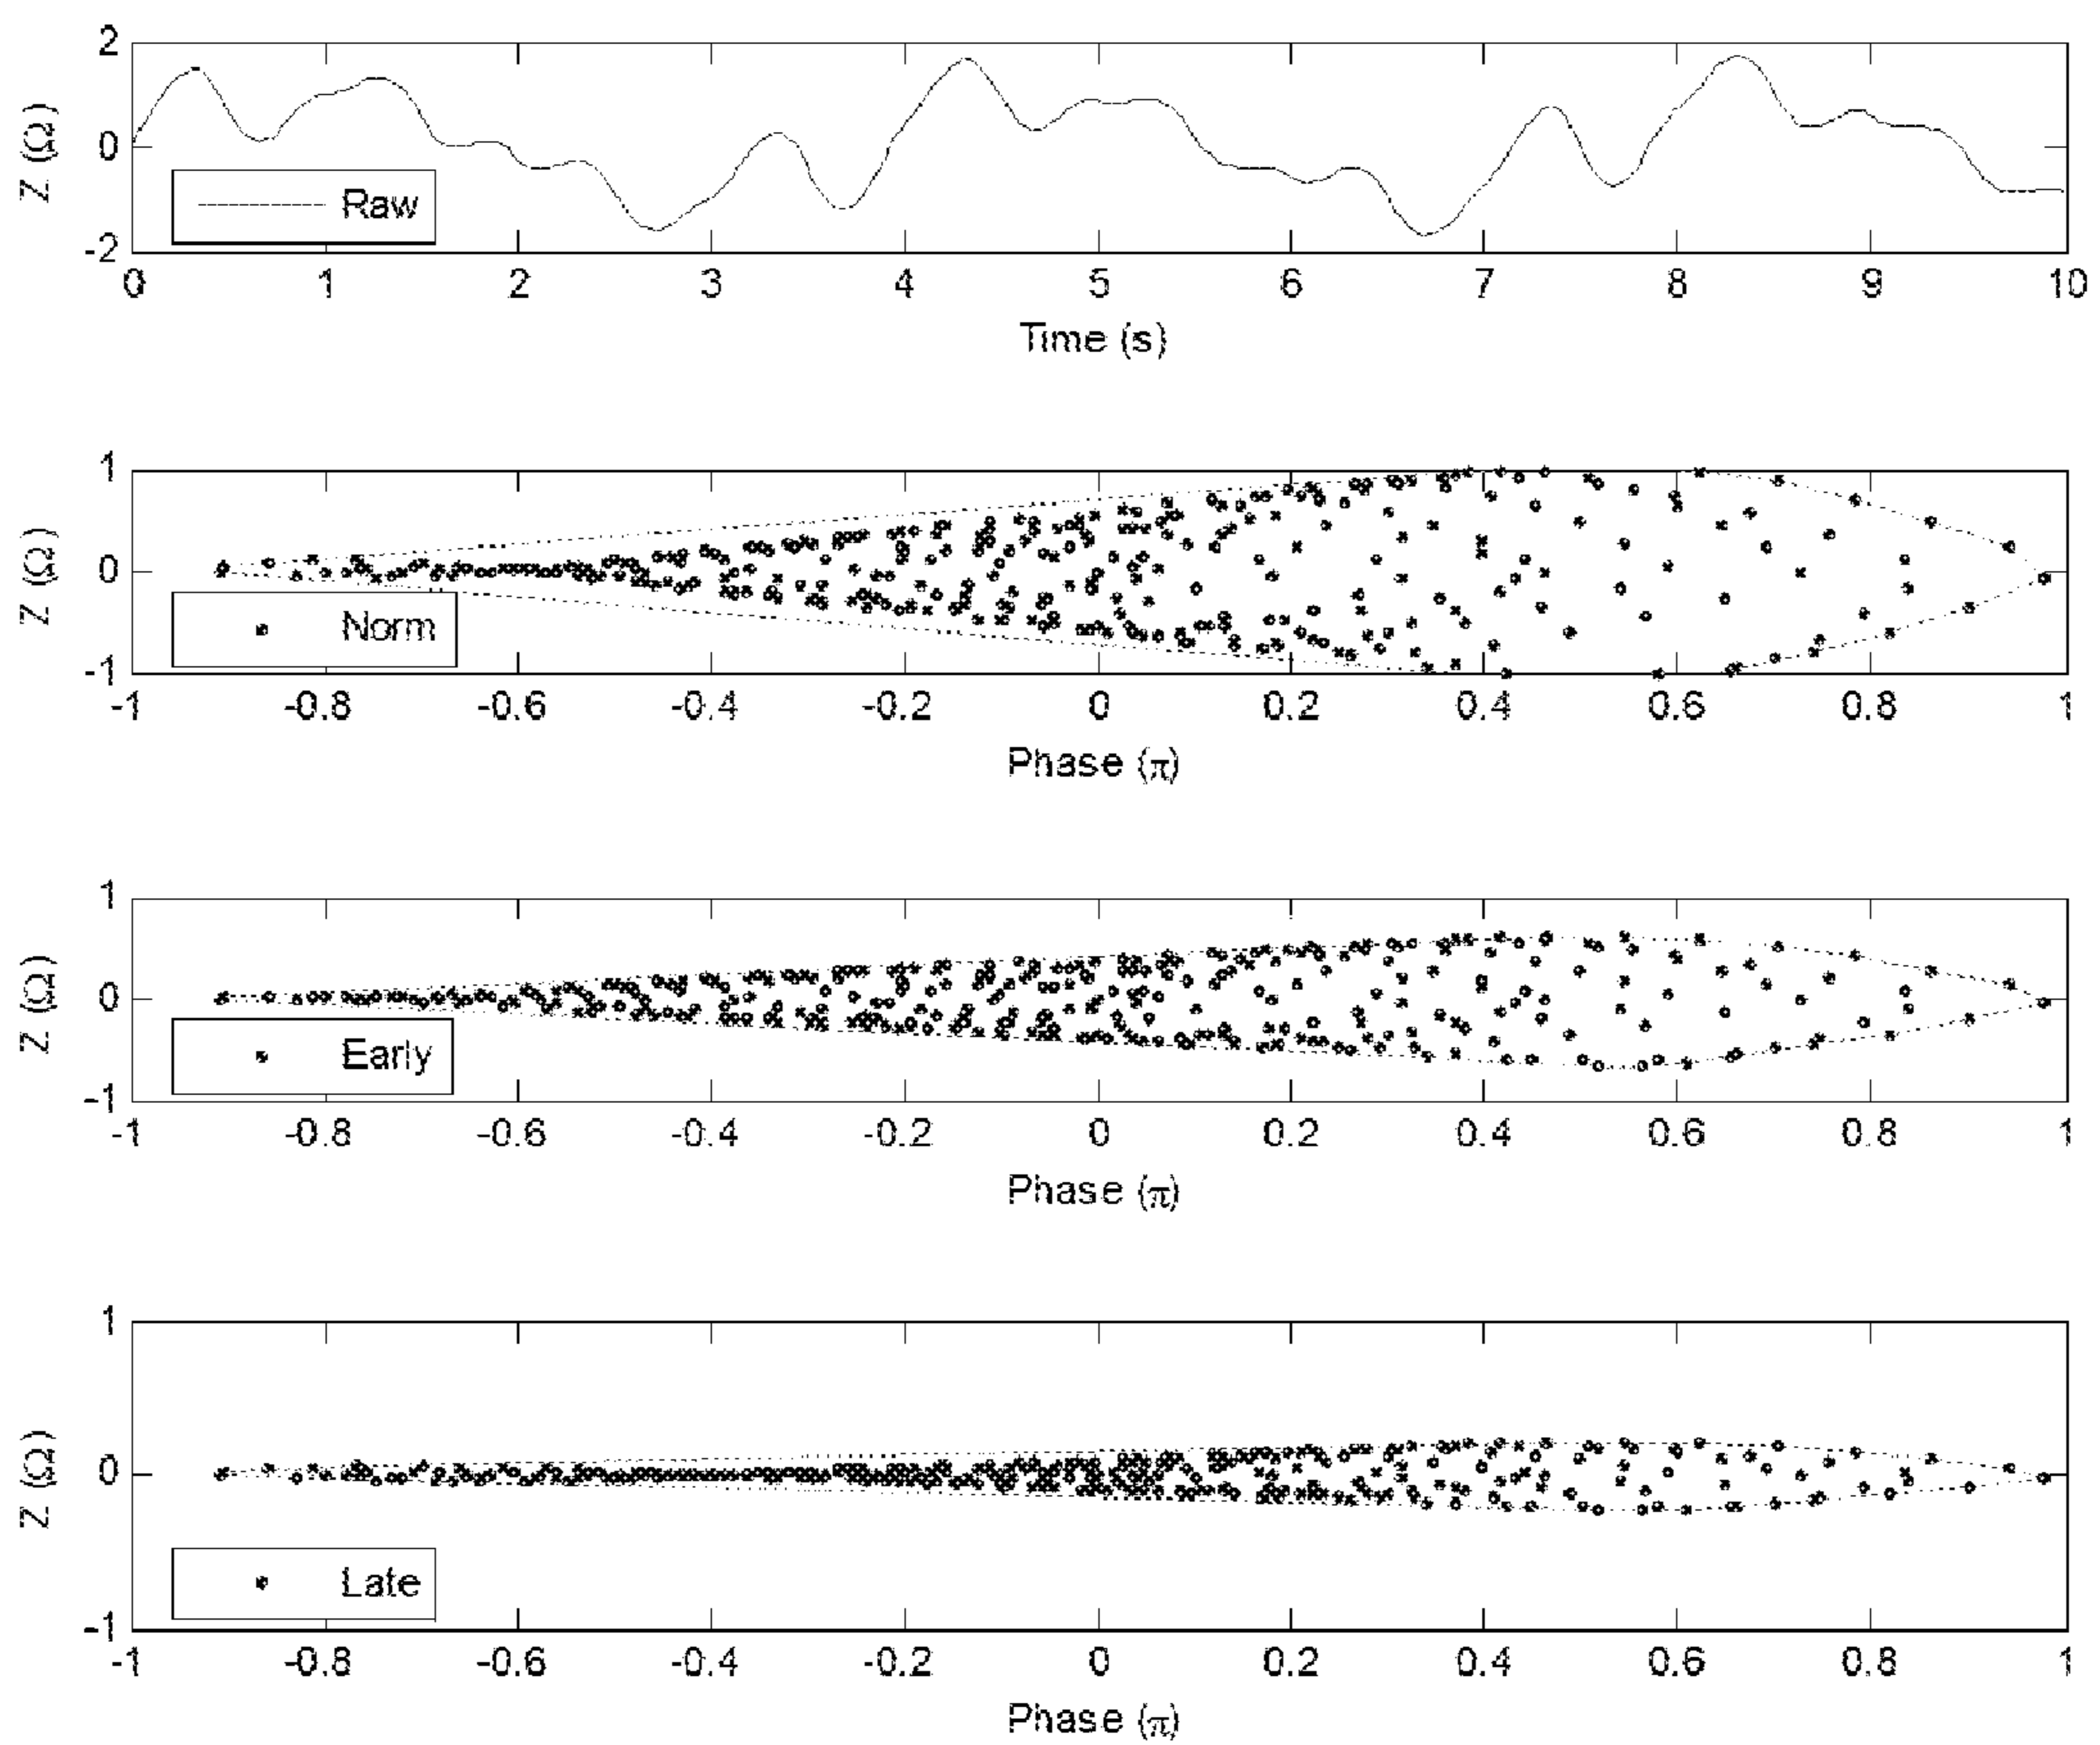 2
0
-2
Z (Ω)
Raw
0 1 2 3 4 5 6 7 8 9 10
Time (s)
1
0
-1
Z (Ω)
Norm
-1 -0.8 -0.6 -0.4 -0.2 0 0.2 0.4 0.6 0.8 1
Phase (π)
1
0
-1
Z (Ω)
Early
-1 -0.8 -0.6 -0.4 -0.2 0 0.2 0.4 0.6 0.8 1
Phase (π)
1
0
-1
Z (Ω)
Late
-1 -0.8 -0.6 -0.4 -0.2 0 0.2 0.4 0.6 0.8 1
Phase (π)